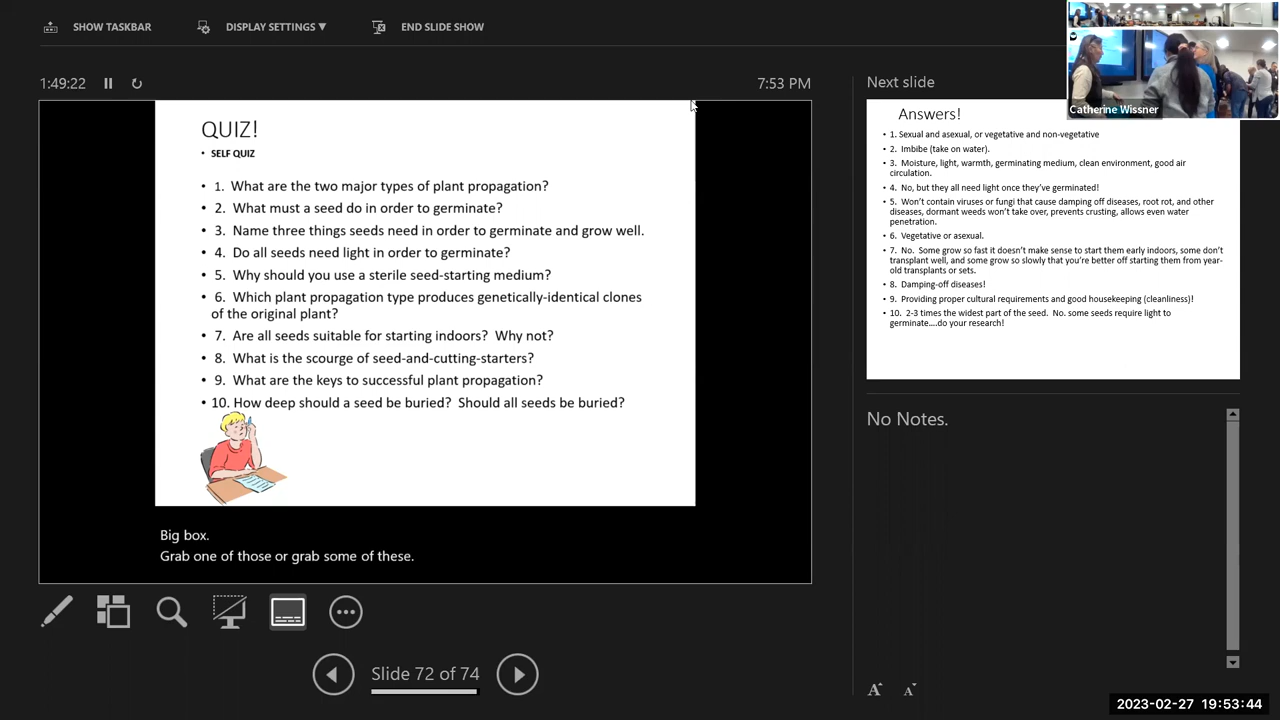 SHOW TASKBAR
DISPLAY SETTINGS ▼
END SLIDE SHOW
1:49:22
7:53 PM
QUIZ!
• SELF QUIZ
• 1. What are the two major types of plant propagation?
• 2. What must a seed do in order to germinate?
• 3. Name three things seeds need in order to germinate and grow well.
• 4. Do all seeds need light in order to germinate?
• 5. Why should you use a sterile seed-starting medium?
• 6. Which plant propagation type produces genetically-identical clones
of the original plant?
• 7. Are all seeds suitable for starting indoors? Why not?
• 8. What is the scourge of seed-and-cutting-starters?
• 9. What are the keys to successful plant propagation?
• 10. How deep should a seed be buried? Should all seeds be buried?
Big box.
Grab one of those or grab some of these.
Slide 72 of 74
Next slide
Catherine Wissner
Answers!
• 1. Sexual and asexual, or vegetative and non-vegetative
• 2. Imbibe (take on water).
• 3. Moisture, light, warmth, germinating medium, clean environment, good air
circulation.
• 4. No, but they all need light once they've germinated!
• 5. Won't contain viruses or fungi that cause damping off diseases, root rot, and other
diseases, dormant weeds won't take over, prevents crusting, allows even water
penetration.
• 6. Vegetative or asexual.
• 7. No. Some grow so fast it doesn't make sense to start them early indoors, some don't
transplant well, and some grow so slowly that you're better off starting them from year-
old transplants or sets.
• 8. Damping-off diseases!
• 9. Providing proper cultural requirements and good housekeeping (cleanliness)!
• 10. 2-3 times the widest part of the seed. No. some seeds require light to
germinate....do your research!
No Notes.
A A
2023-02-27 19:53:44